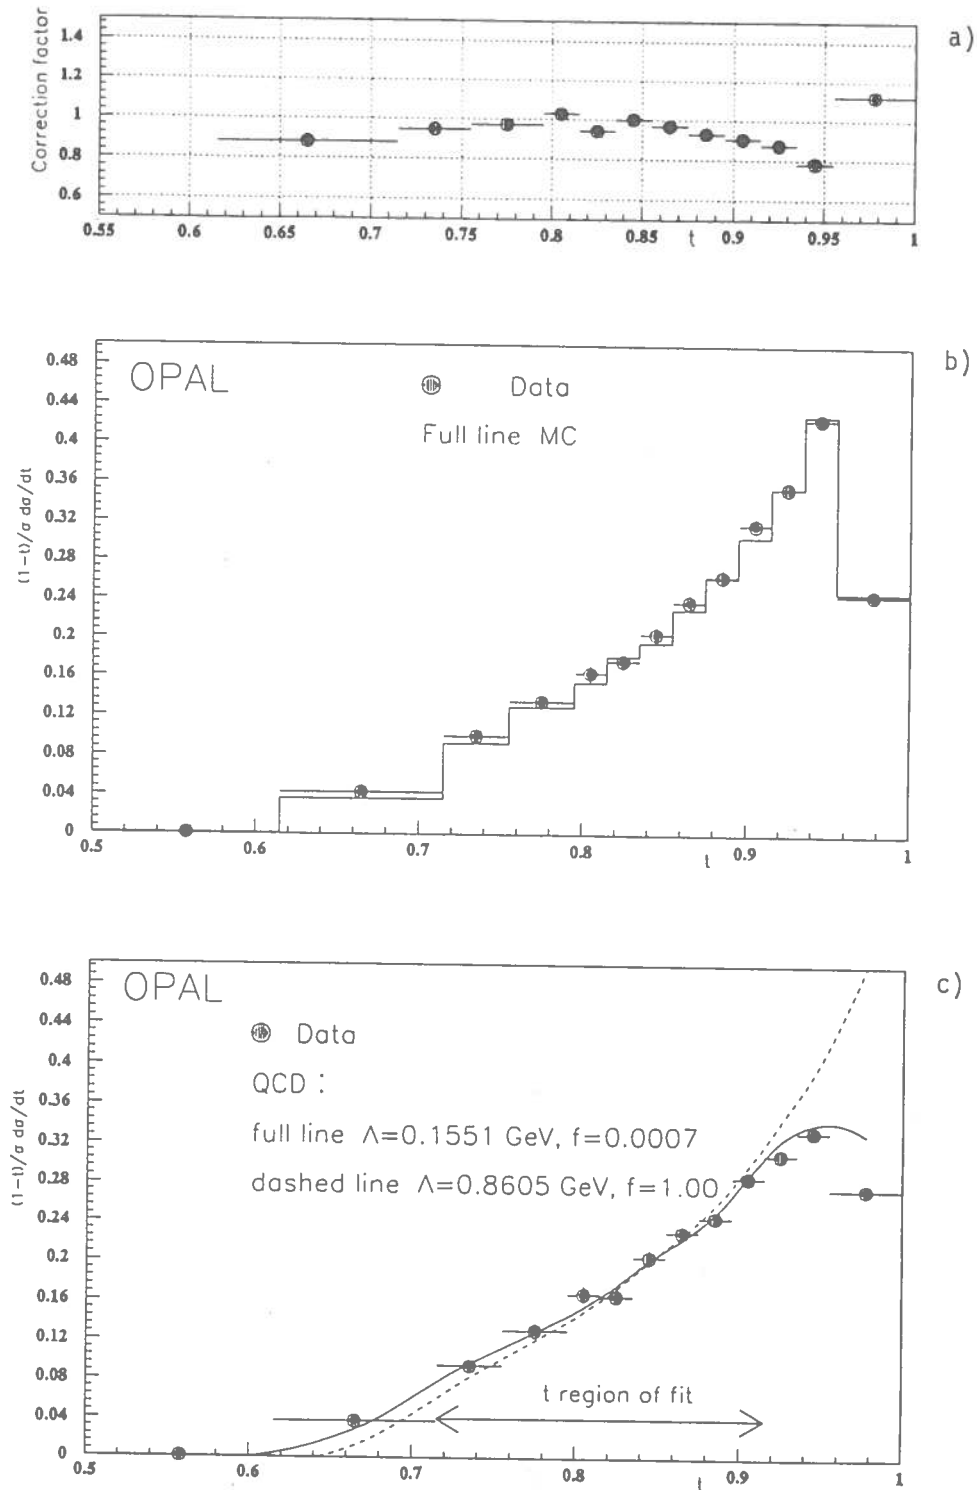 a)
Correction factor
1.4
1.2
1
0.8
0.6
0.55 0.6 0.65 0.7 0.75 0.8 0.85 t 0.9 0.95 1
b)
OPAL
Data
Full line MC
(1-t)/σ dσ/dt
0.48
0.44
0.4
0.36
0.32
0.28
0.24
0.2
0.16
0.12
0.08
0.04
0
0.5 0.6 0.7 0.8 t 0.9 1
c)
OPAL
Data
QCD :
full line Λ=0.1551 GeV, f=0.0007
dashed line Λ=0.8605 GeV, f=1.00
t region of fit
(1-t)/σ dσ/dt
0.48
0.44
0.4
0.36
0.32
0.28
0.24
0.2
0.16
0.12
0.08
0.04
0
0.5 0.6 0.7 0.8 t 0.9 1